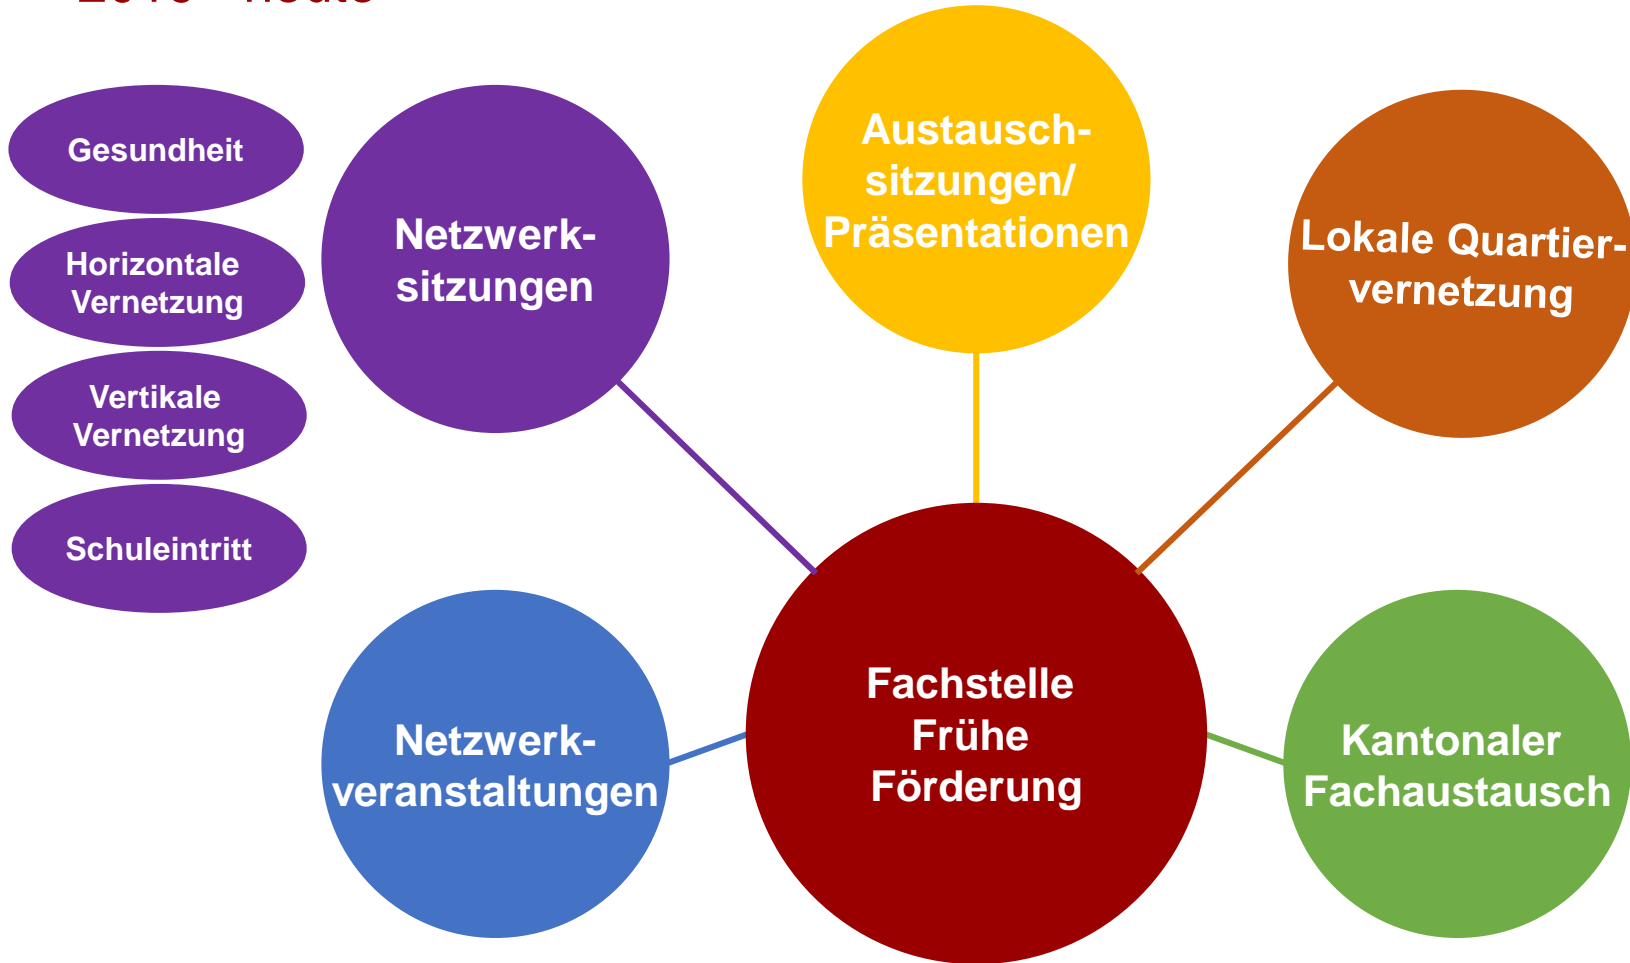 Gesundheit
Horizontale
Vernetzung
Vertikale
Vernetzung
Schuleintritt
Netzwerk-
sitzungen
Austausch-
sitzungen/
Präsentationen
Lokale Quartier-
vernetzung
Netzwerk-
veranstaltungen
Fachstelle
Frühe
Förderung
Kantonaler
Fachaustausch